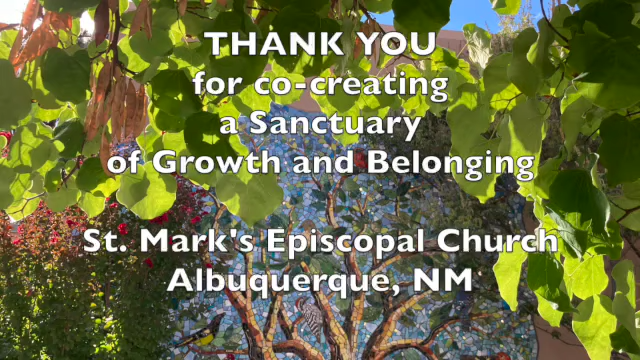 THANK YOU
for co-creating
a Sanctuary
of Growth and Belonging
St. Mark's Episcopal Church
Albuquerque, NM